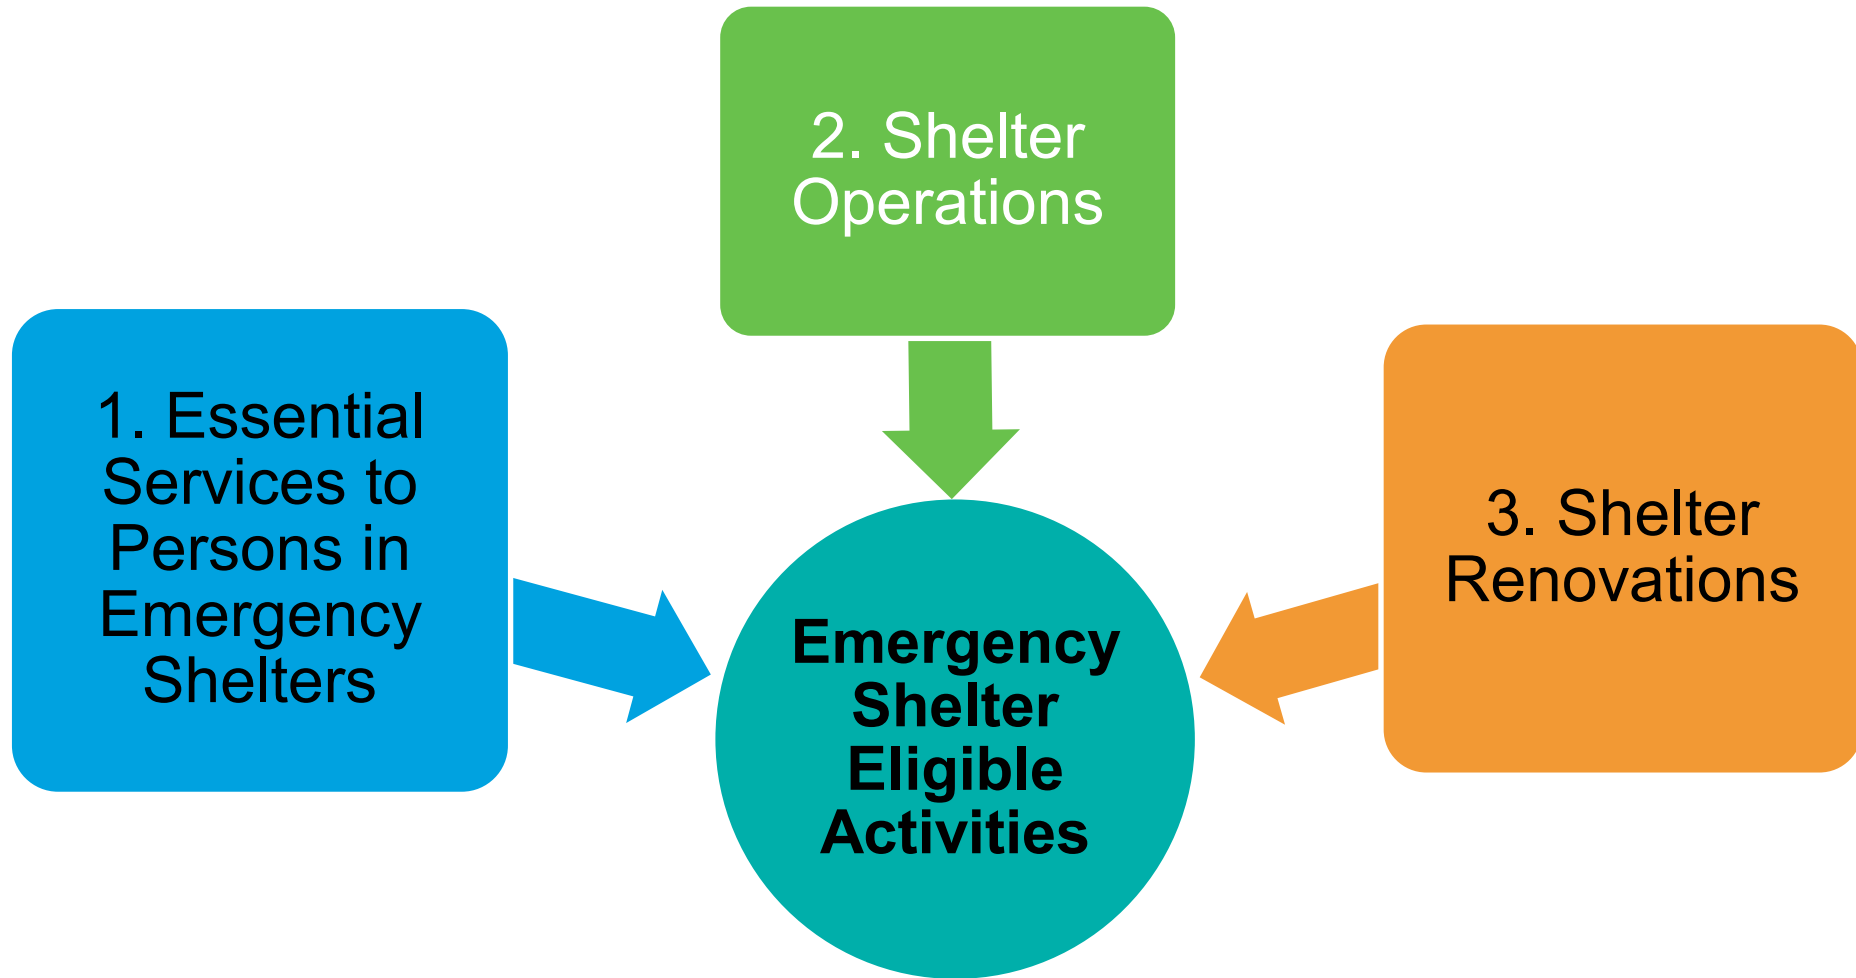 1. Essential
Services to
Persons in
Emergency
Shelters
2. Shelter
Operations
3. Shelter
Renovations
Emergency
Shelter
Eligible
Activities